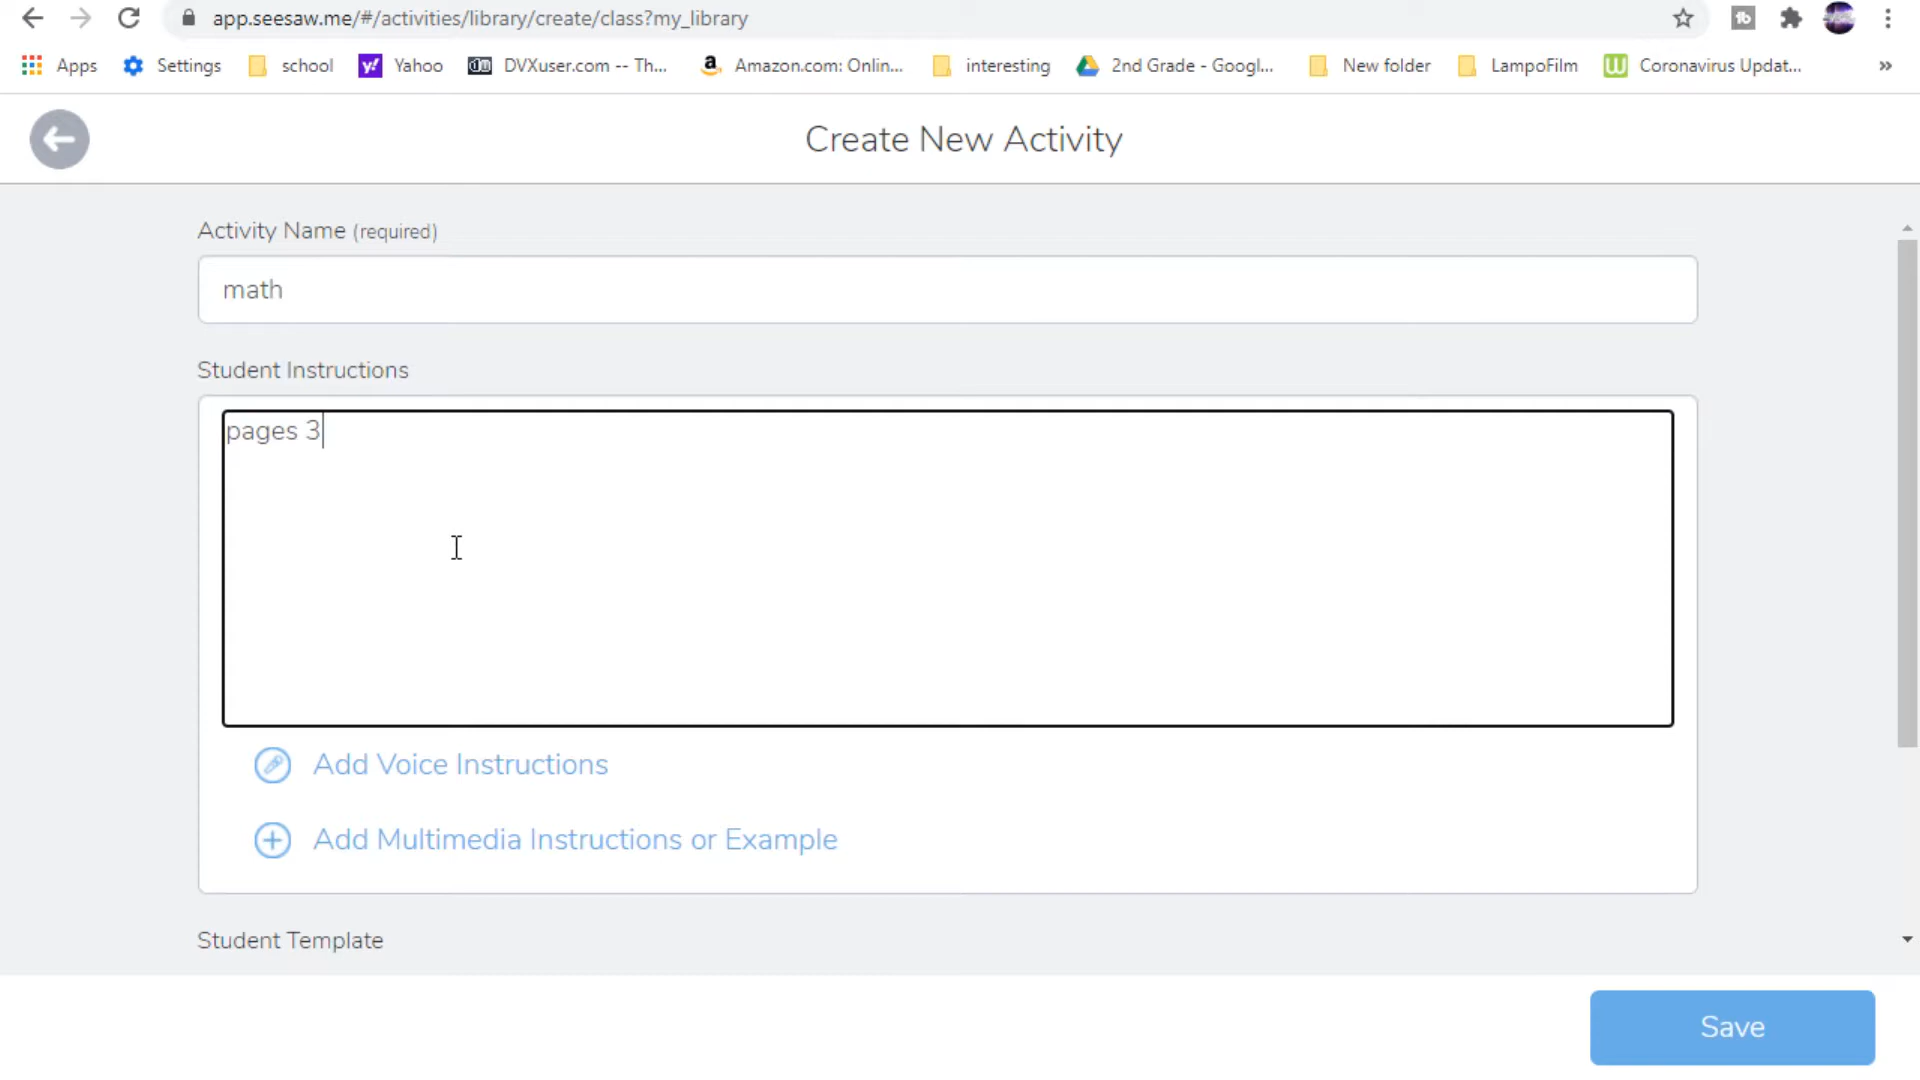 app.seesaw.me/#/activities/library/create/class?my_library
Apps Settings school Yahoo DVXuser.com -- Th... Amazon.com: Onlin... interesting 2nd Grade - Googl... New folder LampoFilm Coronavirus Updat... »
Create New Activity
Activity Name (required)
math
Student Instructions
pages 3
Add Voice Instructions
Add Multimedia Instructions or Example
Student Template
Save